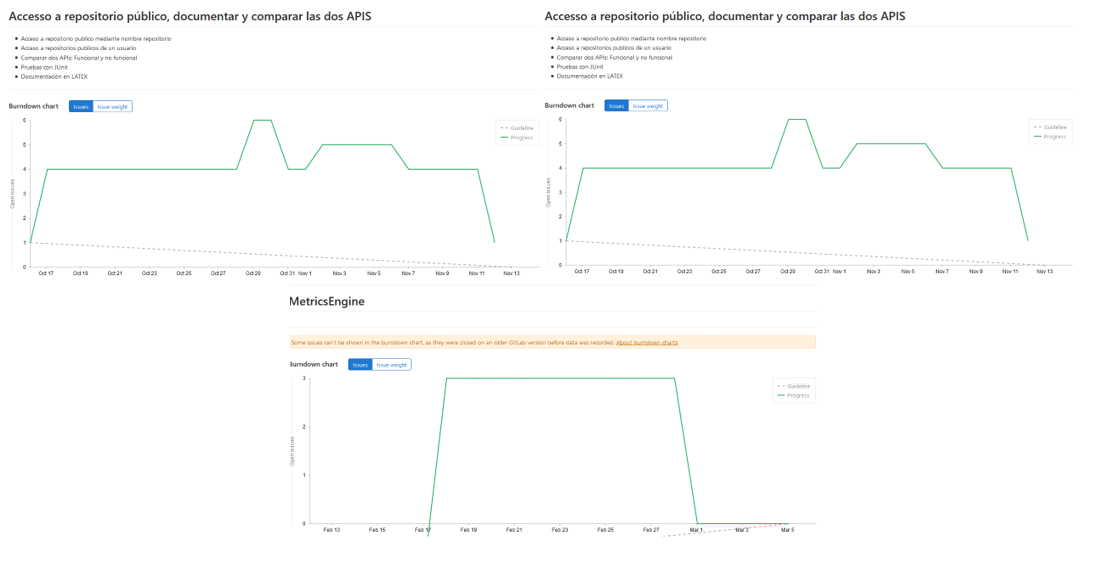 Accesso a repositorio público, documentar y comparar las dos APIS
Acceso a repositorio publico mediante nombre repositorio
Acceso a repositorios publicos de un usuario
Comparar dos APIs: Funcional y no funcional
Pruebas con JUnit
Documentación en LATEX
Burndown chart Issues Issue weight
Guideline
Progress
Open issues
6
5
4
3
2
1
0
Oct 17 Oct 19 Oct 21 Oct 23 Oct 25 Oct 27 Oct 29 Oct 31 Nov 1 Nov 3 Nov 5 Nov 7 Nov 9 Nov 11 Nov 13
Accesso a repositorio público, documentar y comparar las dos APIS
Acceso a repositorio publico mediante nombre repositorio
Acceso a repositorios publicos de un usuario
Comparar dos APIs: Funcional y no funcional
Pruebas con JUnit
Documentación en LATEX
Burndown chart Issues Issue weight
Guideline
Progress
Open issues
6
5
4
3
2
1
0
Oct 17 Oct 19 Oct 21 Oct 23 Oct 25 Oct 27 Oct 29 Oct 31 Nov 1 Nov 3 Nov 5 Nov 7 Nov 9 Nov 11 Nov 13
MetricsEngine
Some issues can't be shown in the burndown chart, as they were closed on an older GitLab version before data was recorded. About burndown charts
Burndown chart Issues Issue weight
Guideline
Progress
Open issues
3
2
1
0
Feb 13 Feb 15 Feb 17 Feb 19 Feb 21 Feb 23 Feb 25 Feb 27 Mar 1 Mar 3 Mar 5